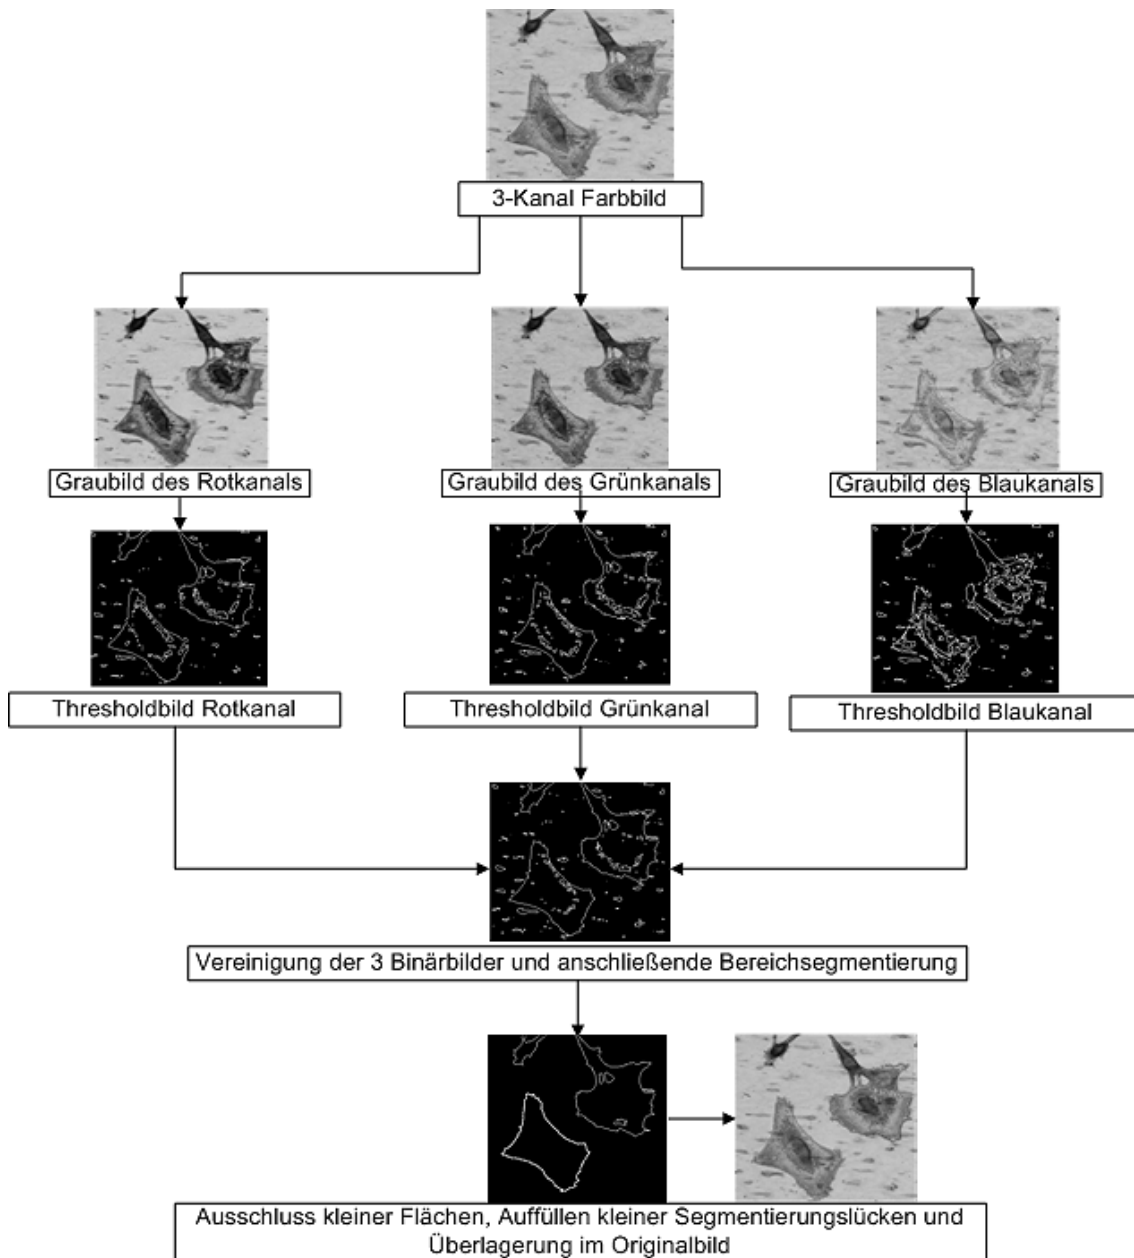 3-Kanal Farbbild
Graubild des Rotkanals
Graubild des Grünkanals
Graubild des Blaukanals
Thresholdbild Rotkanal
Thresholdbild Grünkanal
Thresholdbild Blaukanal
Vereinigung der 3 Binärbilder und anschließende Bereichsegmentierung
Ausschluss kleiner Flächen, Auffüllen kleiner Segmentierungslücken und
Überlagerung im Originalbild